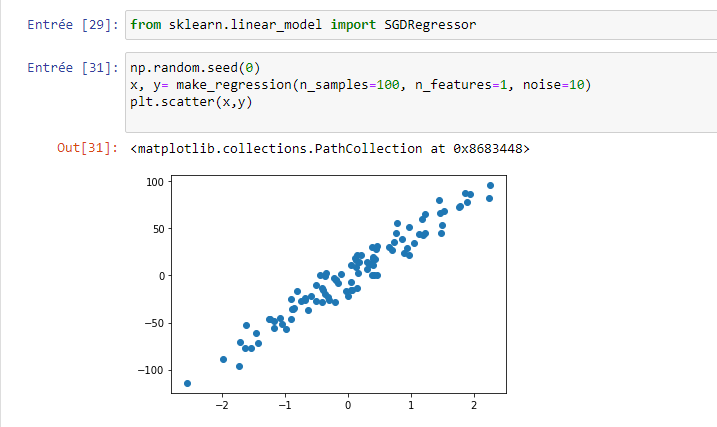 Entrée [29]: from sklearn.linear_model import SGDRegressor
Entrée [31]: np.random.seed(0)
x, y= make_regression(n_samples=100, n_features=1, noise=10)
plt.scatter(x,y)
Out[31]: <matplotlib.collections.PathCollection at 0x8683448>
100
50
0
−50
−100
−2 −1 0 1 2